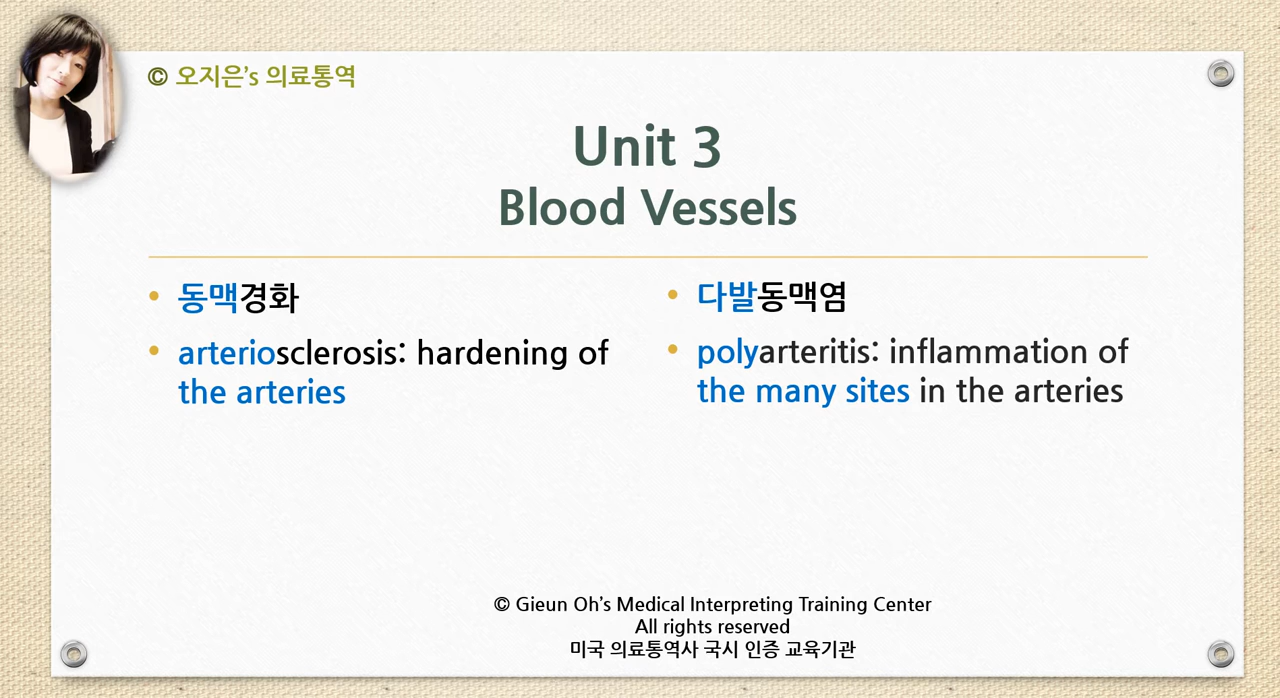 © 오지은's 의료통역
Unit 3
Blood Vessels
• 동맥경화
• arteriosclerosis: hardening of
the arteries
• 다발동맥염
• polyarteritis: inflammation of
the many sites in the arteries
© Gieun Oh's Medical Interpreting Training Center
All rights reserved
미국 의료통역사 국시 인증 교육기관